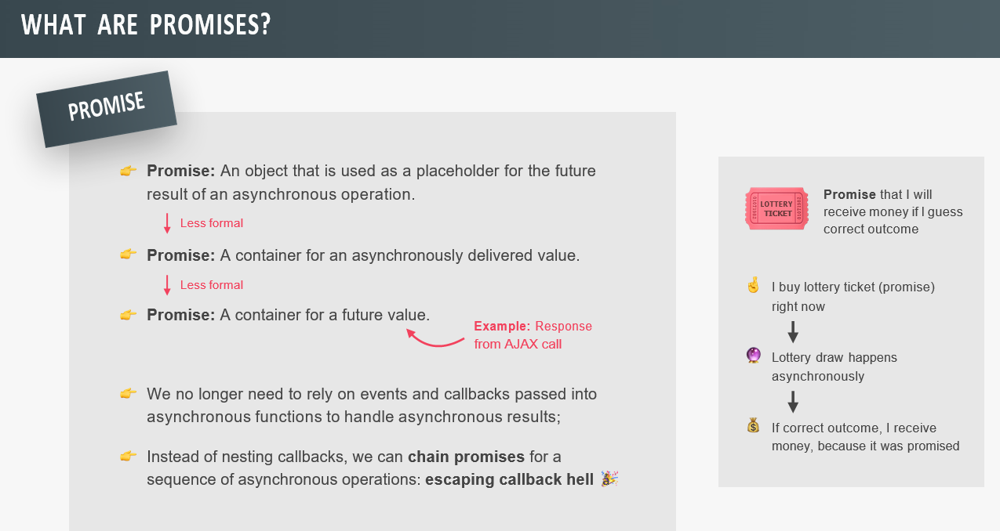 WHAT ARE PROMISES?
PROMISE
👉 Promise: An object that is used as a placeholder for the future
result of an asynchronous operation.
Less formal
👉 Promise: A container for an asynchronously delivered value.
Less formal
👉 Promise: A container for a future value.
Example: Response
from AJAX call
👉 We no longer need to rely on events and callbacks passed into
asynchronous functions to handle asynchronous results;
👉 Instead of nesting callbacks, we can chain promises for a
sequence of asynchronous operations: escaping callback hell 🎉
LOTTERY
TICKET
Promise that I will
receive money if I guess
correct outcome
🤞 I buy lottery ticket (promise)
right now
🔮 Lottery draw happens
asynchronously
💰 If correct outcome, I receive
money, because it was promised